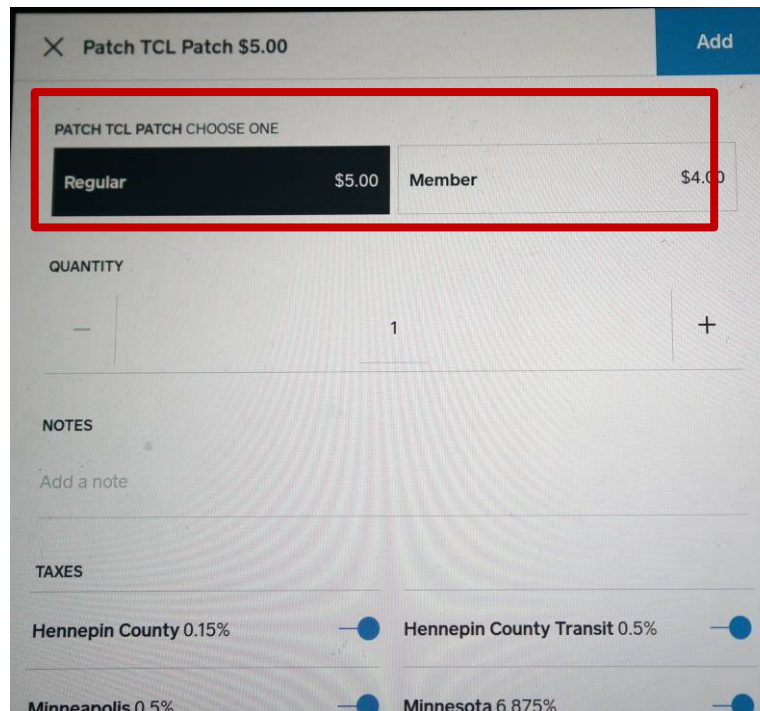 Patch TCL Patch $5.00 Add
PATCH TCL PATCH CHOOSE ONE
Regular $5.00 Member $4.00
QUANTITY
− 1 +
NOTES
Add a note
TAXES
Hennepin County 0.15% Hennepin County Transit 0.5%
Minneapolis 0.5% Minnesota 6.875%